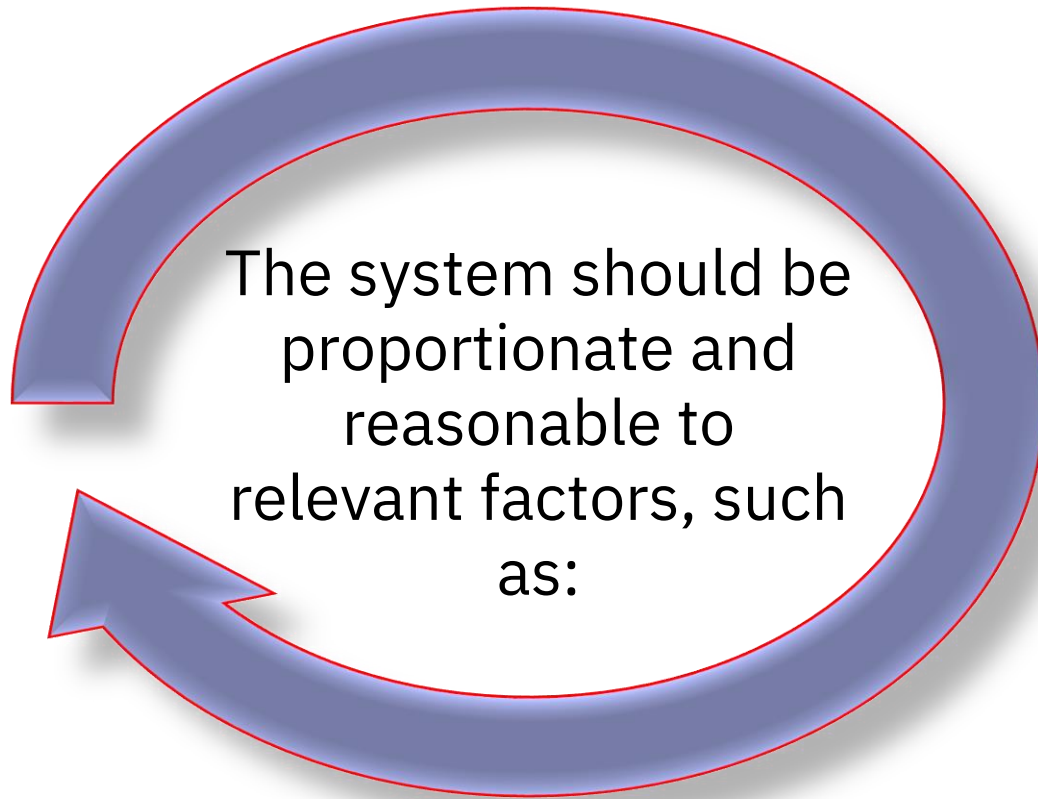 The system should be
proportionate and
reasonable to
relevant factors, such
as: